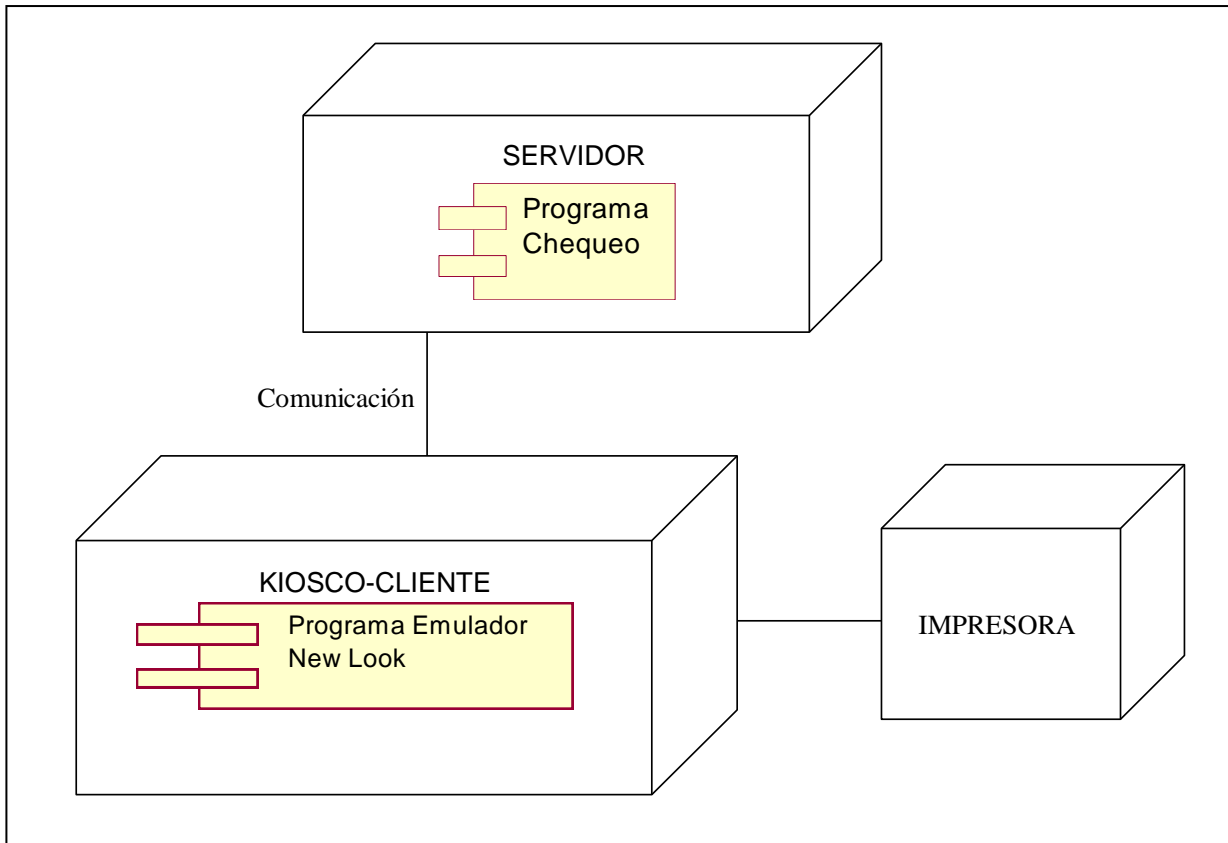 SERVIDOR
Programa
Chequeo
Comunicación
KIOSCO-CLIENTE
Programa Emulador
New Look
IMPRESORA